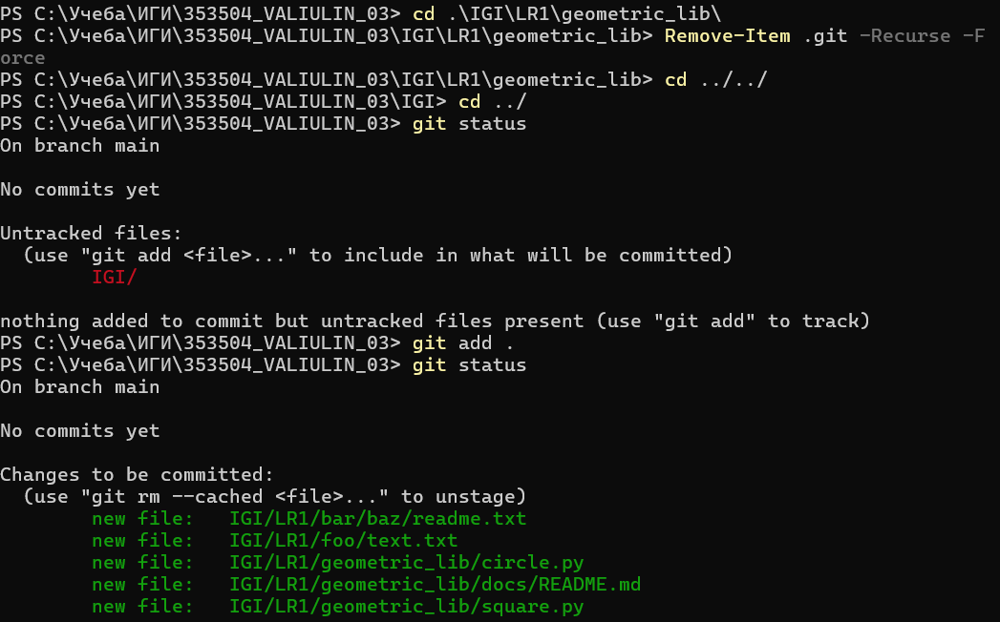 PS C:\Учеба\ИГИ\353504_VALIULIN_03> cd .\IGI\LR1\geometric_lib\
PS C:\Учеба\ИГИ\353504_VALIULIN_03\IGI\LR1\geometric_lib> Remove-Item .git -Recurse -F
orce
PS C:\Учеба\ИГИ\353504_VALIULIN_03\IGI\LR1\geometric_lib> cd ../../
PS C:\Учеба\ИГИ\353504_VALIULIN_03\IGI> cd ../
PS C:\Учеба\ИГИ\353504_VALIULIN_03> git status
On branch main
No commits yet
Untracked files:
  (use "git add <file>..." to include in what will be committed)
        IGI/
nothing added to commit but untracked files present (use "git add" to track)
PS C:\Учеба\ИГИ\353504_VALIULIN_03> git add .
PS C:\Учеба\ИГИ\353504_VALIULIN_03> git status
On branch main
No commits yet
Changes to be committed:
  (use "git rm --cached <file>..." to unstage)
        new file:   IGI/LR1/bar/baz/readme.txt
        new file:   IGI/LR1/foo/text.txt
        new file:   IGI/LR1/geometric_lib/circle.py
        new file:   IGI/LR1/geometric_lib/docs/README.md
        new file:   IGI/LR1/geometric_lib/square.py